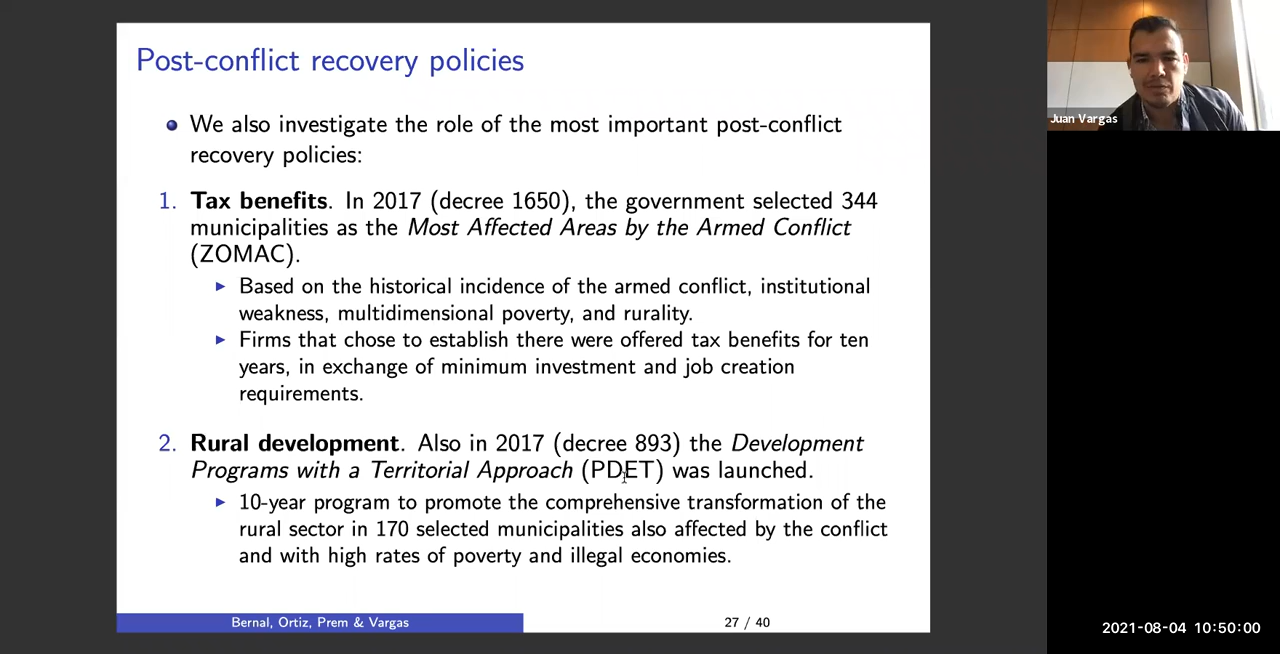 Post-conflict recovery policies
We also investigate the role of the most important post-conflict
recovery policies:
1. Tax benefits. In 2017 (decree 1650), the government selected 344
municipalities as the Most Affected Areas by the Armed Conflict
(ZOMAC).
Based on the historical incidence of the armed conflict, institutional
weakness, multidimensional poverty, and rurality.
Firms that chose to establish there were offered tax benefits for ten
years, in exchange of minimum investment and job creation
requirements.
2. Rural development. Also in 2017 (decree 893) the Development
Programs with a Territorial Approach (PDET) was launched.
10-year program to promote the comprehensive transformation of the
rural sector in 170 selected municipalities also affected by the conflict
and with high rates of poverty and illegal economies.
Bernal, Ortiz, Prem & Vargas
27 / 40
Juan Vargas
2021-08-04 10:50:00